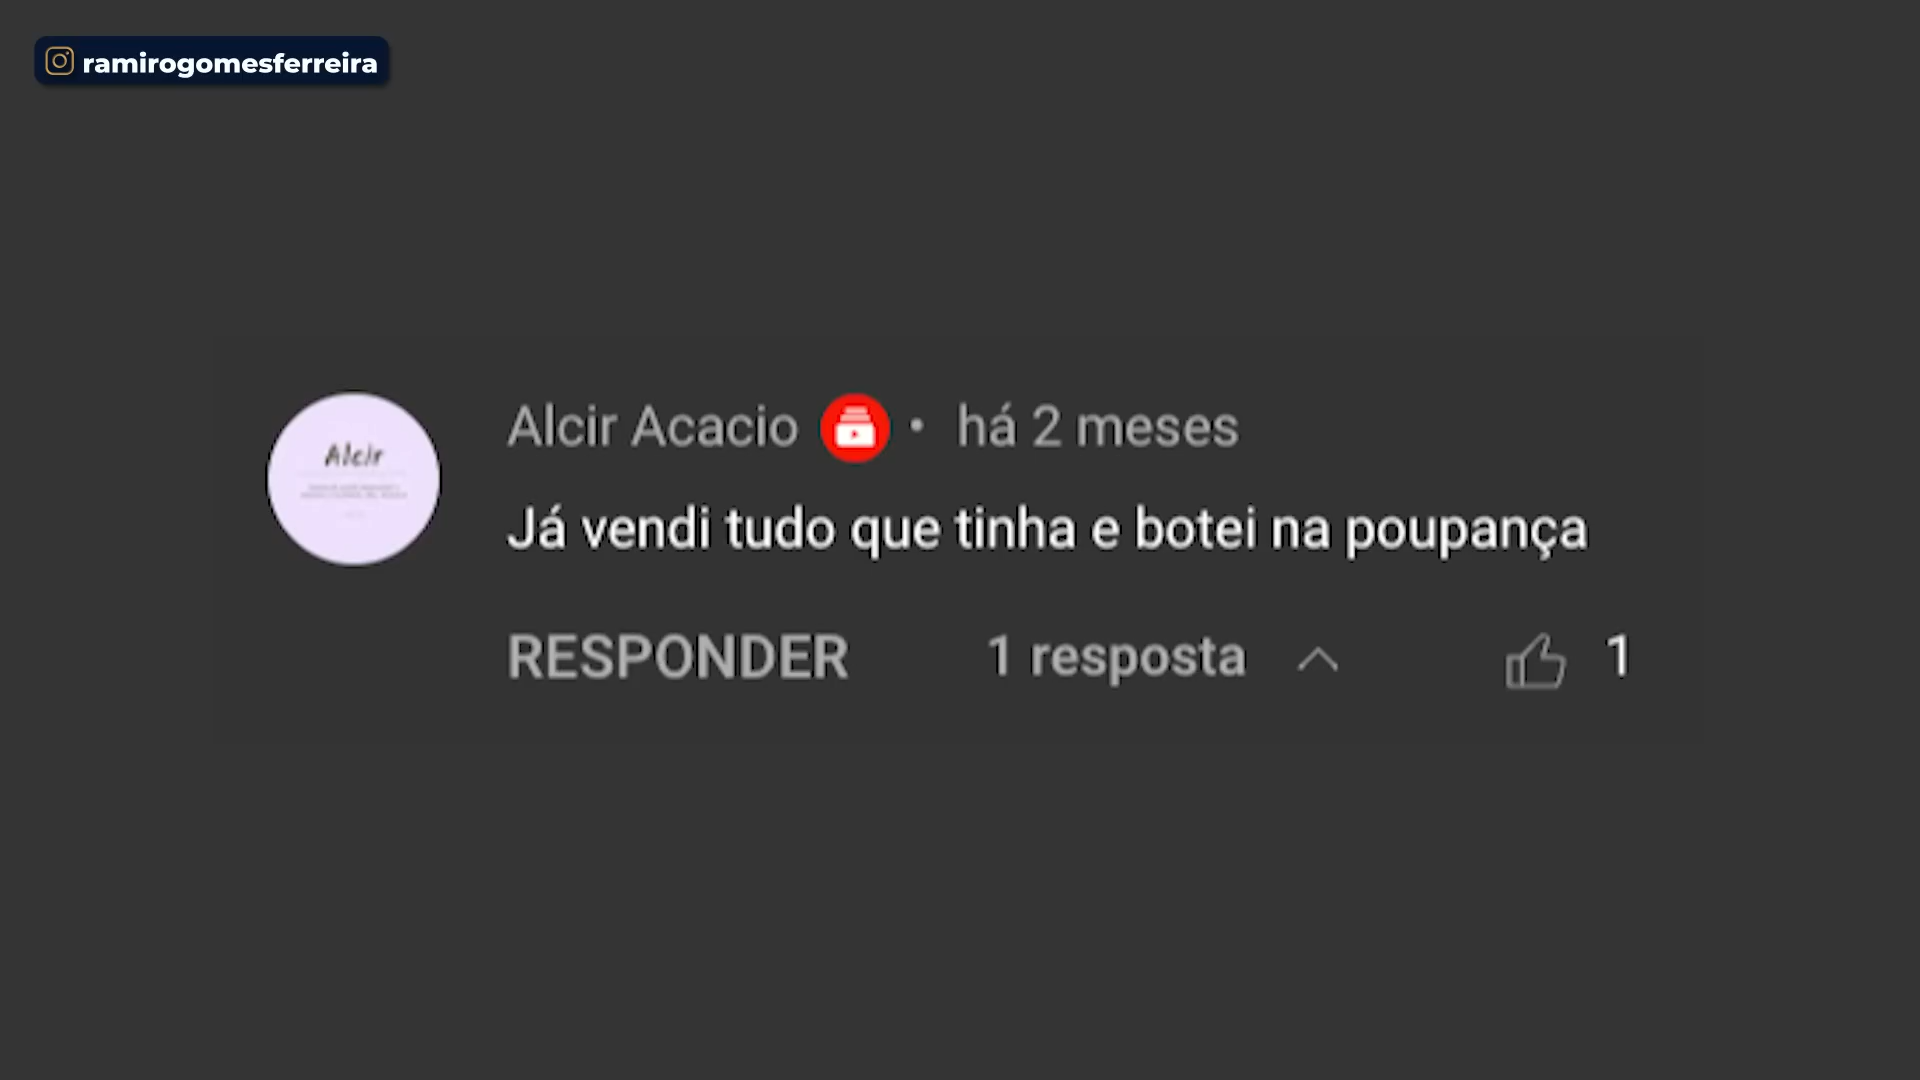 ramirogomesferreira
Alcir Acacio • há 2 meses
Alcir
Já vendi tudo que tinha e botei na poupança
RESPONDER 1 resposta 1